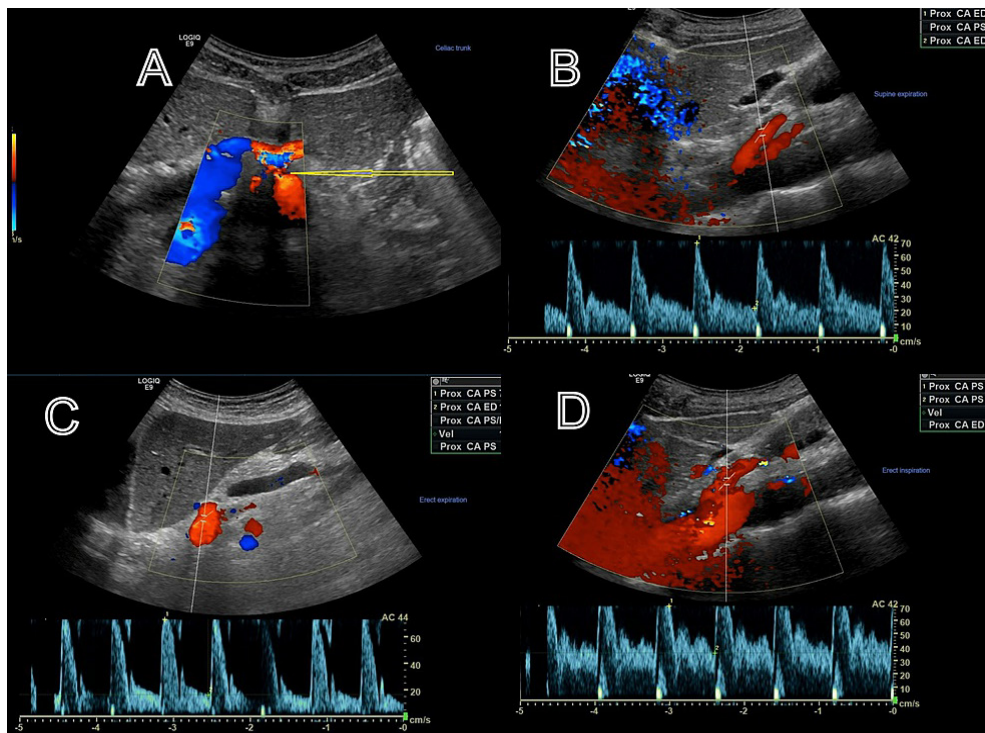 A
LOGIQ
E9
Celiac trunk
B
1 Prox CA ED
Prox CA PS
2 Prox CA ED
Supine expiration
AC 42
70
60
50
40
30
20
10
cm/s
-5
-4
-3
-2
-1
-0
C
LOGIQ
E9
1 Prox CA PS
2 Prox CA ED
Prox CA PS/
Vel
Prox CA PS
Erect expiration
AC 44
60
40
20
cm/s
-5
-4
-3
-2
-1
-0
D
LOGIQ
E9
1 Prox CA PS
2 Prox CA PS
Vel
Prox CA ED
Erect inspiration
AC 42
70
60
50
40
30
20
10
cm/s
-4
-3
-2
-1
-0